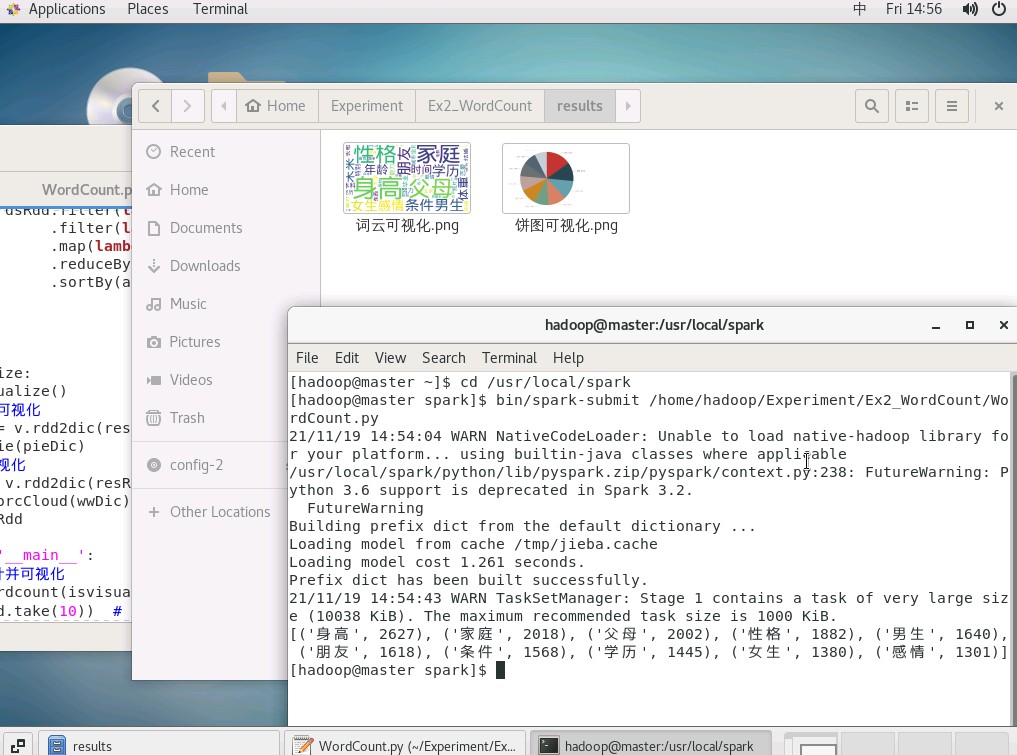 Applications Places Terminal 中 Fri 14:56
Home Experiment Ex2_WordCount results
WordCount.p
dsRdd.filter(l
.filter(l
.map(lamb
.reduceBy
.sortBy(a
ize:
ualize()
可视化
= v.rdd2dic(res
ie(pieDic)
视化
v.rdd2dic(resR
orcCloud(wwDic)
Rdd
'__main__':
计并可视化
rdcount(isvisua
d.take(10)) #
Recent
Home
Documents
Downloads
Music
Pictures
Videos
Trash
config-2
Other Locations
性格 朋友 家庭
年龄 时间 学历
身高 父母 体重
女生 感情 条件 男生
词云可视化.png
饼图可视化.png
hadoop@master:/usr/local/spark
File Edit View Search Terminal Help
[hadoop@master ~]$ cd /usr/local/spark
[hadoop@master spark]$ bin/spark-submit /home/hadoop/Experiment/Ex2_WordCount/Wo
rdCount.py
21/11/19 14:54:04 WARN NativeCodeLoader: Unable to load native-hadoop library fo
r your platform... using builtin-java classes where applicable
/usr/local/spark/python/lib/pyspark.zip/pyspark/context.py:238: FutureWarning: P
ython 3.6 support is deprecated in Spark 3.2.
FutureWarning
Building prefix dict from the default dictionary ...
Loading model from cache /tmp/jieba.cache
Loading model cost 1.261 seconds.
Prefix dict has been built successfully.
21/11/19 14:54:43 WARN TaskSetManager: Stage 1 contains a task of very large siz
e (10038 KiB). The maximum recommended task size is 1000 KiB.
[('身高', 2627), ('家庭', 2018), ('父母', 2002), ('性格', 1882), ('男生', 1640),
('朋友', 1618), ('条件', 1568), ('学历', 1445), ('女生', 1380), ('感情', 1301)]
[hadoop@master spark]$
results
WordCount.py (~/Experiment/Ex...
hadoop@master:/usr/local/spark